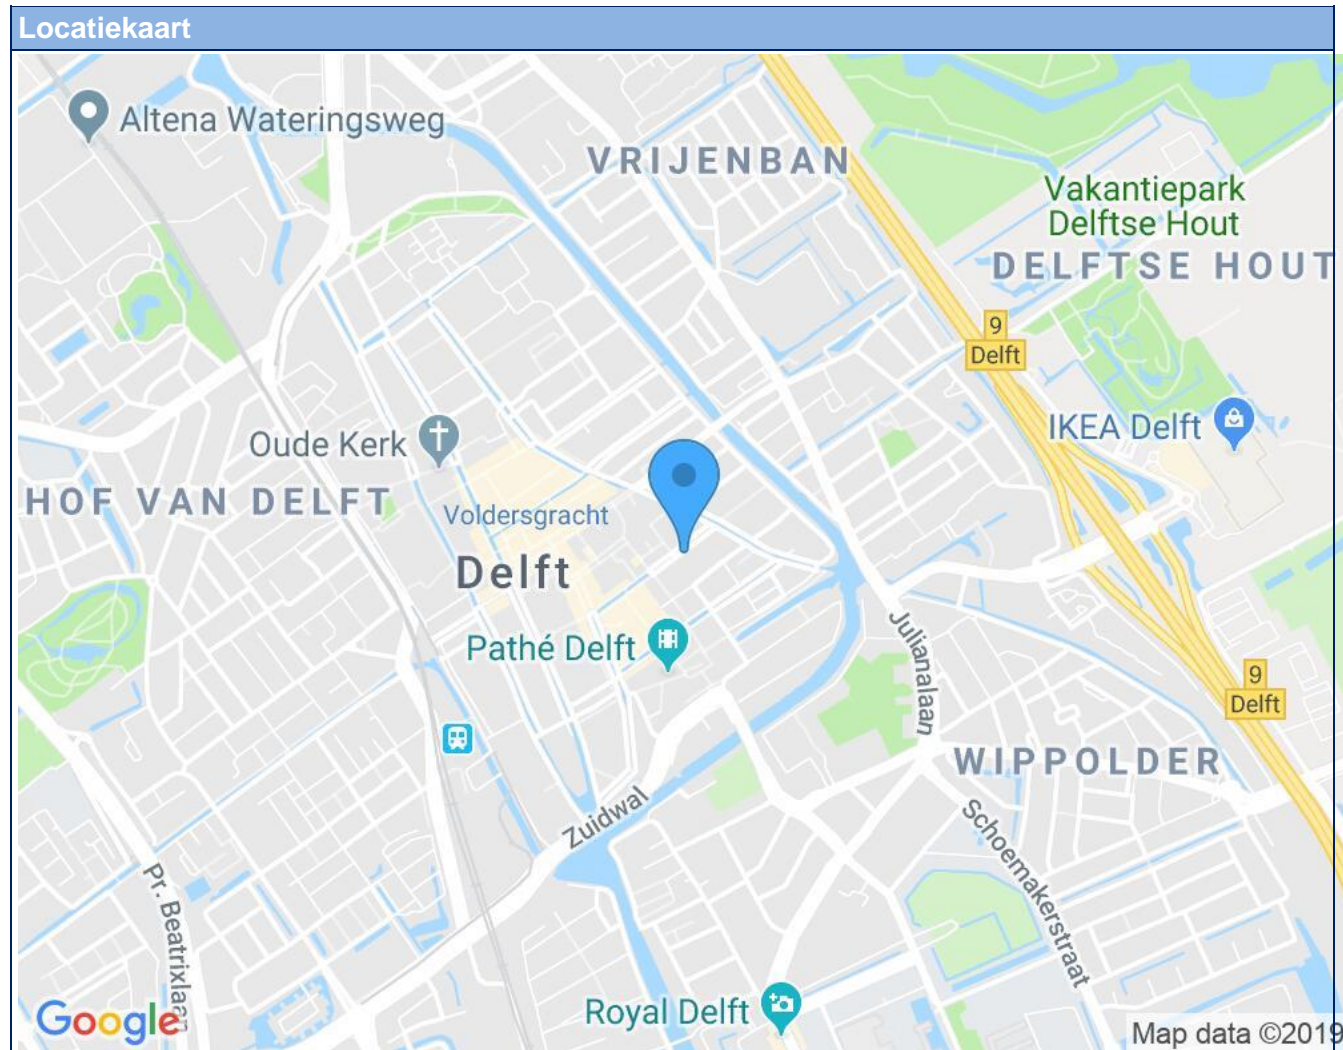 Locatiekaart
Altena Wateringsweg
VRIJENBAN
Vakantiepark
Delftse Hout
DELFTSE HOUT
9
Delft
IKEA Delft
Oude Kerk
HOF VAN DELFT
Voldersgracht
Delft
Pathé Delft
Julianalaan
9
Delft
WIPPOLDER
Zuidwal
Schoemakerstraat
Pr. Beatrixlaan
Royal Delft
Google
Map data ©2019